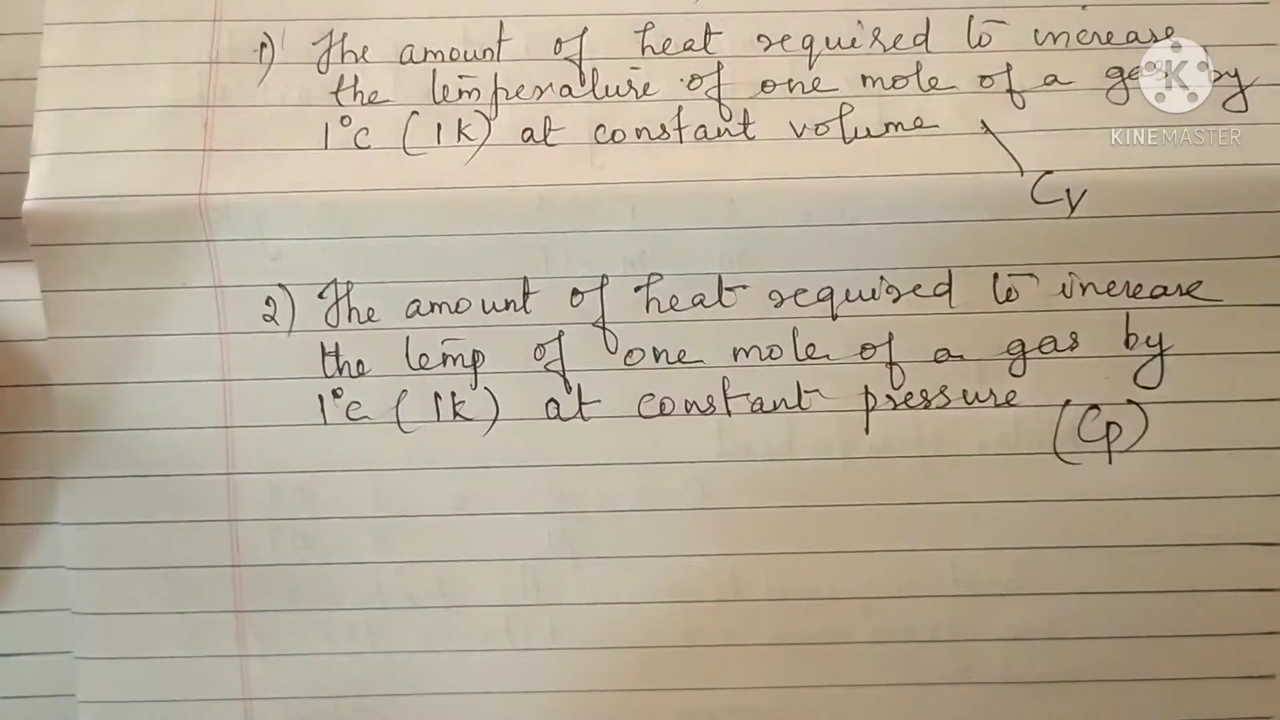 1) The amount of heat required to increase
the temperature of one mole of a gas by
1°C (1K) at constant volume
Cv
2) The amount of heat required to increase
the temp of one mole of a gas by
1°C (1K) at constant pressure
(Cp)
K
KINEMASTER